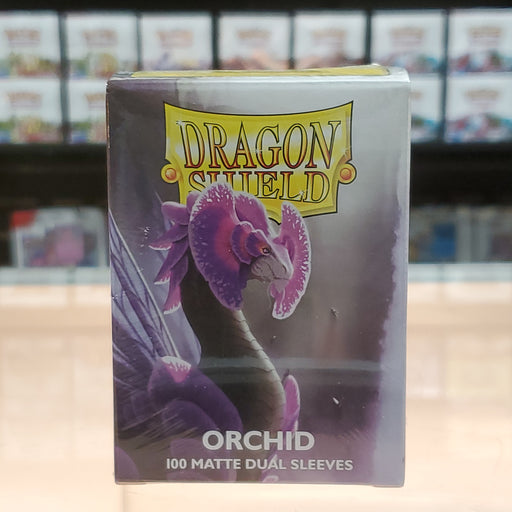 DRAGON
SHIELD
ORCHID
100 MATTE DUAL SLEEVES